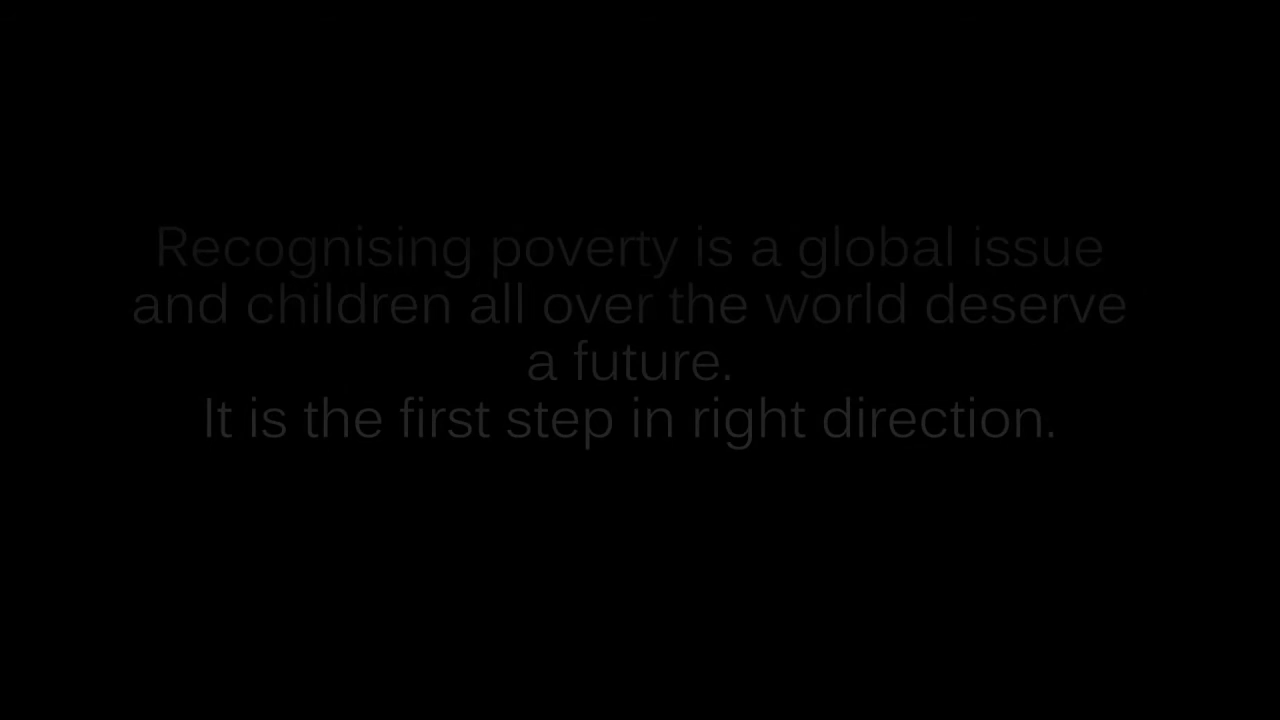 Recognising poverty is a global issue
and children all over the world deserve
a future.
It is the first step in right direction.